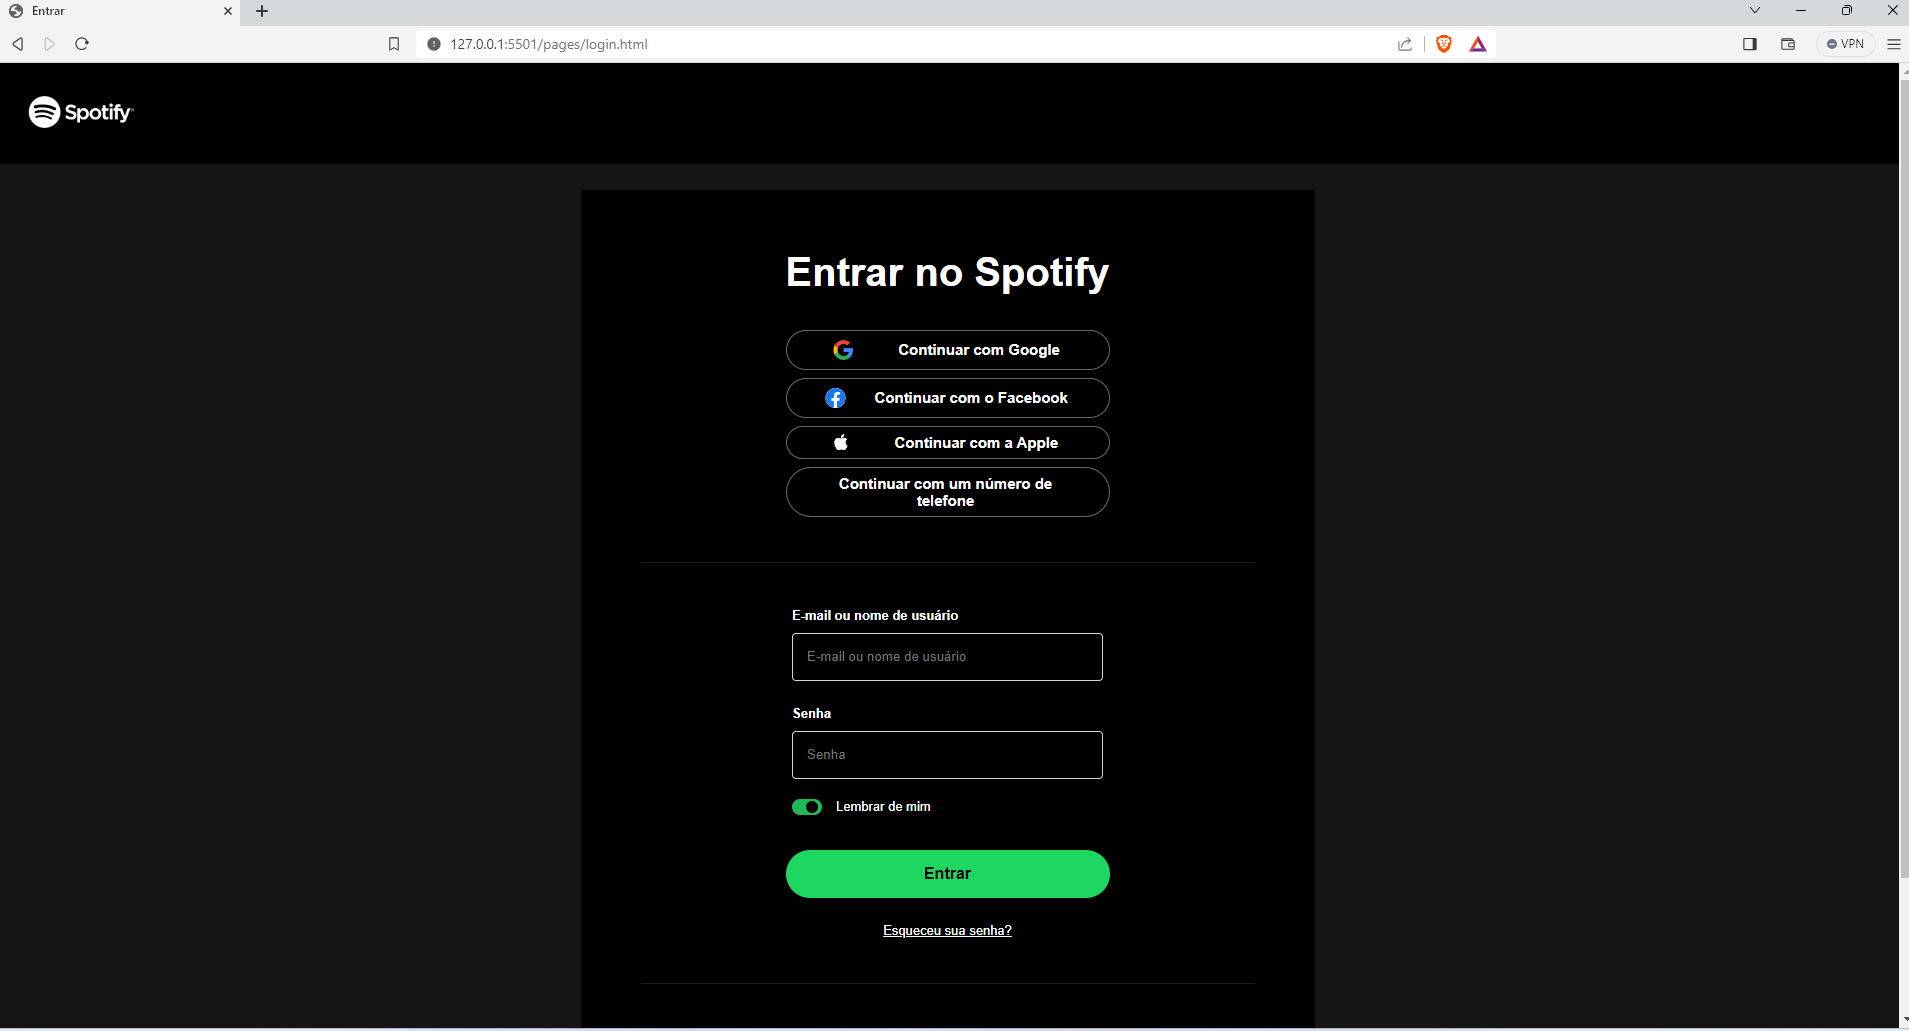 Entrar
127.0.0.1:5501/pages/login.html
VPN
Spotify
Entrar no Spotify
Continuar com Google
Continuar com o Facebook
Continuar com a Apple
Continuar com um número de
telefone
E-mail ou nome de usuário
E-mail ou nome de usuário
Senha
Senha
Lembrar de mim
Entrar
Esqueceu sua senha?